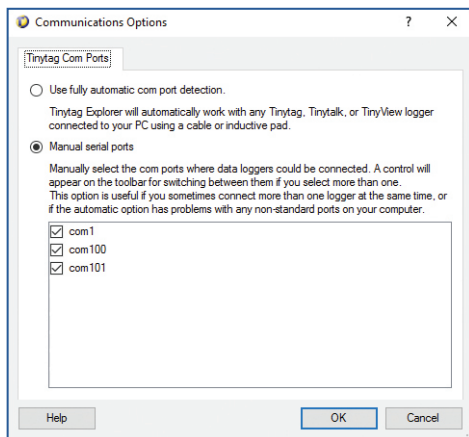 Communications Options
?
Tinytag Com Ports
Use fully automatic com port detection.
Tinytag Explorer will automatically work with any Tinytag, Tinytalk, or TinyView logger
connected to your PC using a cable or inductive pad.
Manual serial ports
Manually select the com ports where data loggers could be connected. A control will
appear on the toolbar for switching between them if you select more than one.
This option is useful if you sometimes connect more than one logger at the same time, or
if the automatic option has problems with any non-standard ports on your computer.
com1
com100
com101
Help
OK
Cancel